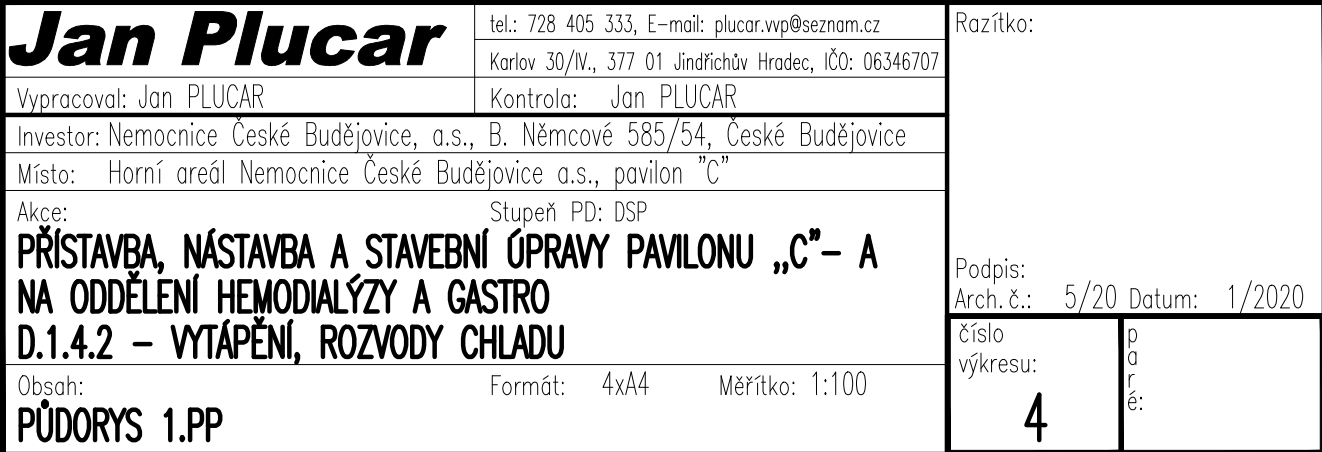 Jan Plucar
tel.: 728 405 333, E-mail: plucar.vvp@seznam.cz
Karlov 30/IV., 377 01 Jindřichův Hradec, IČO: 06346707
Vypracoval: Jan PLUCAR
Kontrola: Jan PLUCAR
Investor: Nemocnice České Budějovice, a.s., B. Němcové 585/54, České Budějovice
Místo: Horní areál Nemocnice České Budějovice a.s., pavilon "C"
Akce:
Stupeň PD: DSP
PŘÍSTAVBA, NÁSTAVBA A STAVEBNÍ ÚPRAVY PAVILONU ,,C"- A
NA ODDĚLENÍ HEMODIALÝZY A GASTRO
D.1.4.2 - VYTÁPĚNÍ, ROZVODY CHLADU
Obsah:
Formát: 4xA4
Měřítko: 1:100
PŮDORYS 1.PP
Razítko:
Podpis:
Arch.č.: 5/20 Datum: 1/2020
číslo
výkresu:
4
p
a
r
é: